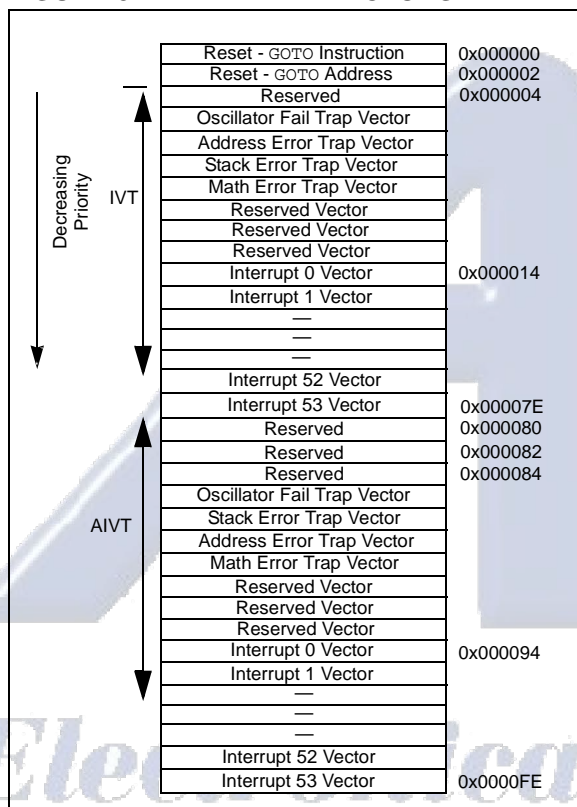 Reset - GOTO Instruction 0x000000
Reset - GOTO Address 0x000002
Reserved 0x000004
Oscillator Fail Trap Vector
Address Error Trap Vector
Stack Error Trap Vector
Math Error Trap Vector
Reserved Vector
Reserved Vector
Reserved Vector
Interrupt 0 Vector 0x000014
Interrupt 1 Vector
—
—
—
Interrupt 52 Vector
Interrupt 53 Vector 0x00007E
Reserved 0x000080
Reserved 0x000082
Reserved 0x000084
Oscillator Fail Trap Vector
Stack Error Trap Vector
Address Error Trap Vector
Math Error Trap Vector
Reserved Vector
Reserved Vector
Reserved Vector
Interrupt 0 Vector 0x000094
Interrupt 1 Vector
—
—
—
Interrupt 52 Vector
Interrupt 53 Vector 0x0000FE
Decreasing
Priority
IVT
AIVT
Electronica